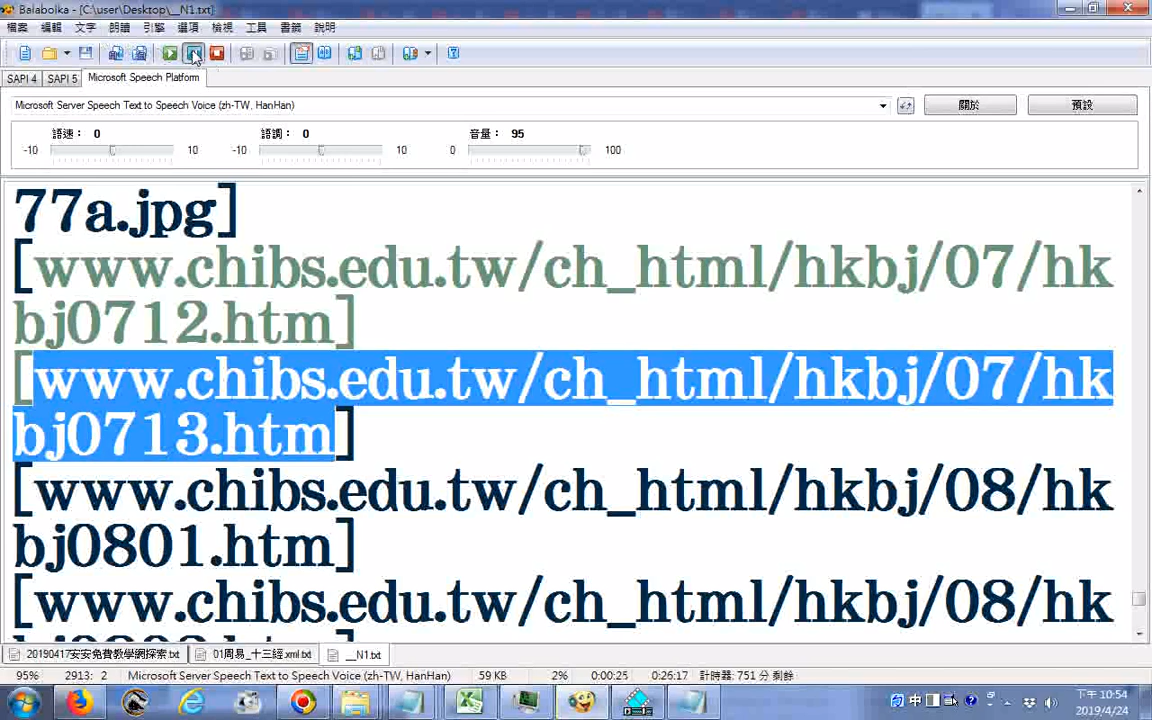 Balabolka - [C:\user\Desktop\__N1.txt]
檔案 編輯 文字 朗讀 引擎 選項 檢視 工具 書籤 說明
SAPI 4 SAPI 5 Microsoft Speech Platform
Microsoft Server Speech Text to Speech Voice (zh-TW, HanHan) 關於 預設
語速： 0 語調： 0 音量： 95
-10 10 -10 10 0 100
77a.jpg]
[www.chibs.edu.tw/ch_html/hkbj/07/hk
bj0712.htm]
[www.chibs.edu.tw/ch_html/hkbj/07/hk
bj0713.htm]
[www.chibs.edu.tw/ch_html/hkbj/08/hk
bj0801.htm]
[www.chibs.edu.tw/ch_html/hkbj/08/hk
20190417安安免費教學網探索.txt 01周易_十三經.xml.txt __N1.txt
95% 2913: 2 Microsoft Server Speech Text to Speech Voice (zh-TW, HanHan) 59 KB 2% 0:00:25 0:26:17 計時器: 751 分 剩餘
中 下午 10:54
2019/4/24